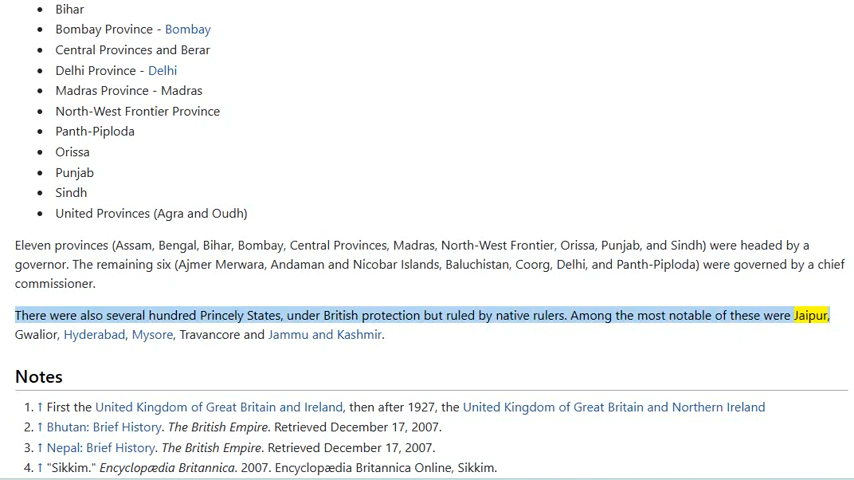 Bihar
Bombay Province - Bombay
Central Provinces and Berar
Delhi Province - Delhi
Madras Province - Madras
North-West Frontier Province
Panth-Piploda
Orissa
Punjab
Sindh
United Provinces (Agra and Oudh)
Eleven provinces (Assam, Bengal, Bihar, Bombay, Central Provinces, Madras, North-West Frontier, Orissa, Punjab, and Sindh) were headed by a
governor. The remaining six (Ajmer Merwara, Andaman and Nicobar Islands, Baluchistan, Coorg, Delhi, and Panth-Piploda) were governed by a chief
commissioner.
There were also several hundred Princely States, under British protection but ruled by native rulers. Among the most notable of these were Jaipur,
Gwalior, Hyderabad, Mysore, Travancore and Jammu and Kashmir.
Notes
1. ↑ First the United Kingdom of Great Britain and Ireland, then after 1927, the United Kingdom of Great Britain and Northern Ireland
2. ↑ Bhutan: Brief History. The British Empire. Retrieved December 17, 2007.
3. ↑ Nepal: Brief History. The British Empire. Retrieved December 17, 2007.
4. ↑ "Sikkim." Encyclopædia Britannica. 2007. Encyclopædia Britannica Online, Sikkim.